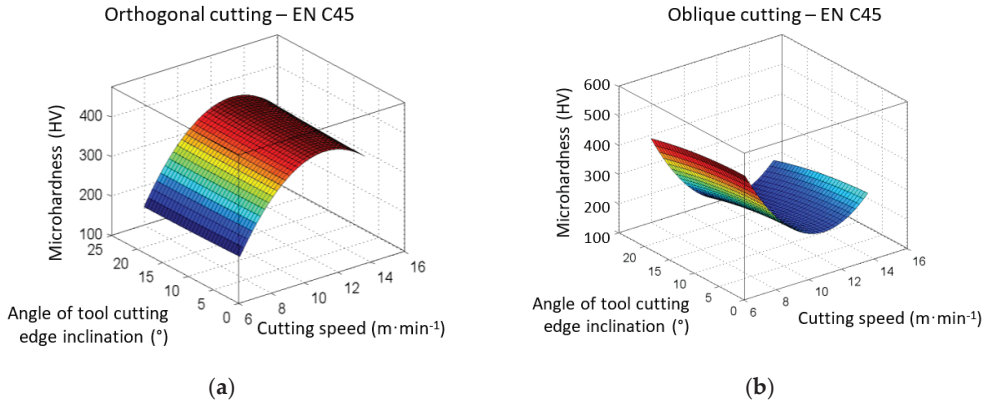 Orthogonal cutting – EN C45
Microhardness (HV)
400
300
200
100
25
20
15
10
5
0
6
8
10
12
14
16
Angle of tool cutting
edge inclination (°)
Cutting speed (m·min-1)
(a)
Oblique cutting – EN C45
Microhardness (HV)
600
500
400
300
200
100
20
15
10
5
0
6
8
10
12
14
16
Angle of tool cutting
edge inclination (°)
Cutting speed (m·min-1)
(b)